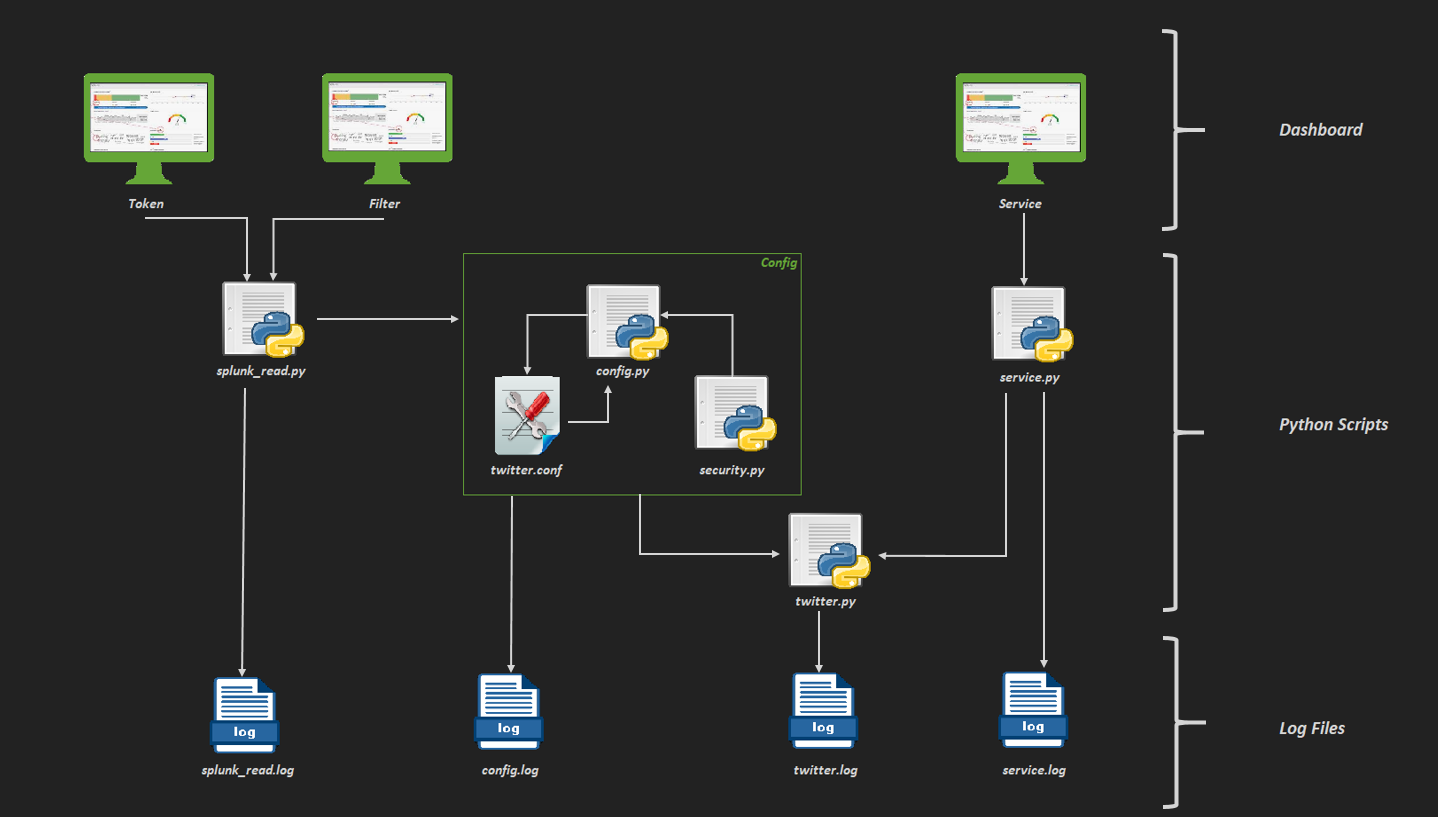 Dashboard
Token
Filter
Service
Config
splunk_read.py
config.py
service.py
twitter.conf
security.py
Python Scripts
twitter.py
log
log
log
log
Log Files
splunk_read.log
config.log
twitter.log
service.log